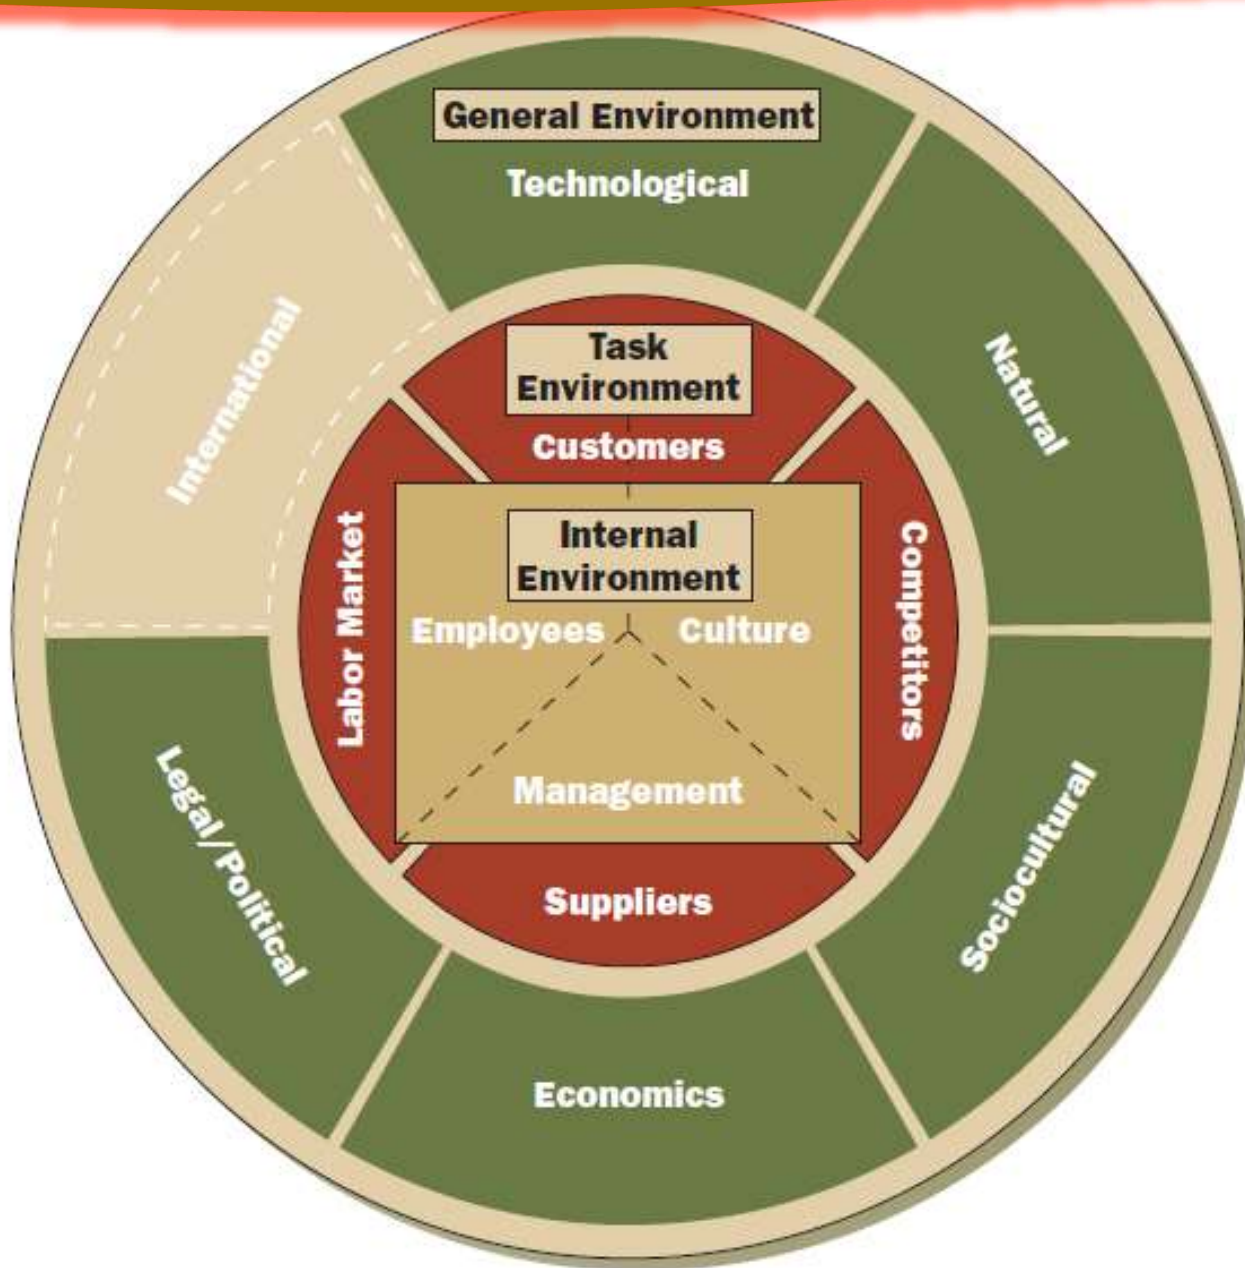 General Environment
Technological
International
Natural
Task
Environment
Customers
Labor Market
Competitors
Internal
Environment
Employees
Culture
Management
Suppliers
Legal/Political
Sociocultural
Economics